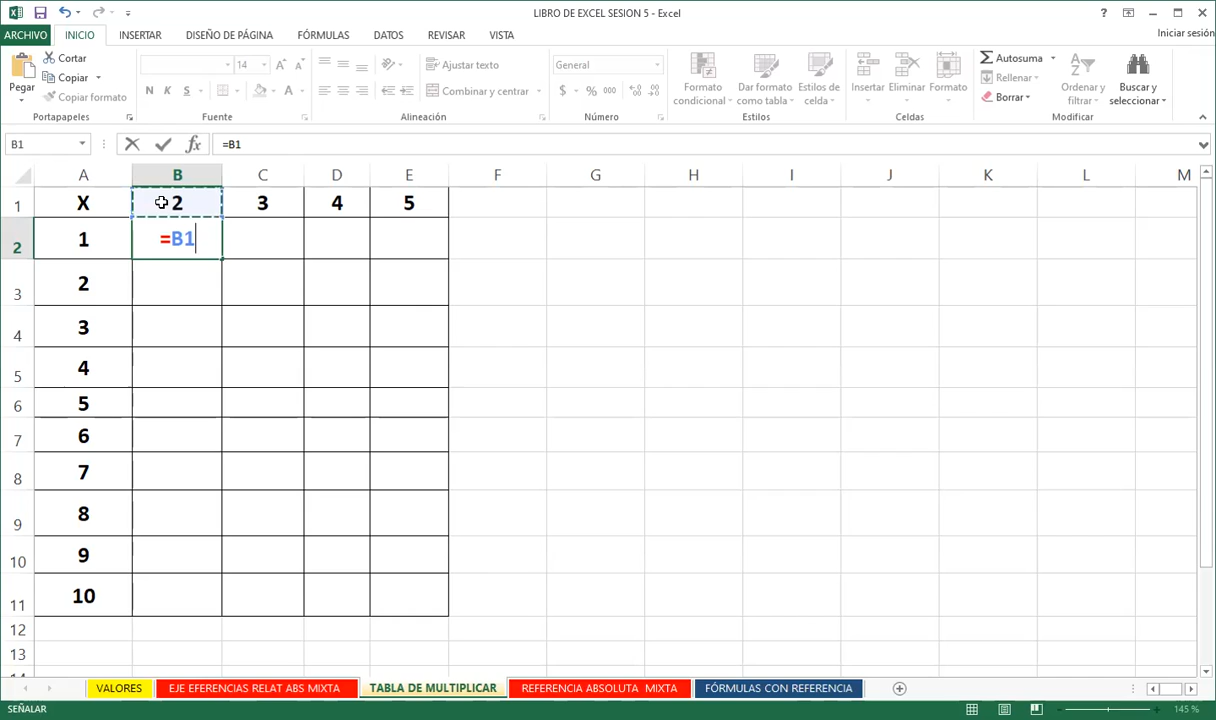 LIBRO DE EXCEL SESION 5 - Excel
ARCHIVO INICIO INSERTAR DISEÑO DE PÁGINA FÓRMULAS DATOS REVISAR VISTA Iniciar sesión
Pegar
Cortar
Copiar
Copiar formato
Portapapeles
14 A A
N K S A
Fuente
Ajustar texto
Combinar y centrar
Alineación
General
$ % 000
Número
Formato condicional
Dar formato como tabla
Estilos de celda
Estilos
Insertar Eliminar Formato
Celdas
Autosuma
Rellenar
Borrar
Ordenar y filtrar
Buscar y seleccionar
Modificar
B1 fx =B1
A B C D E F G H I J K L M
1 X 2 3 4 5
2 1 =B1
3 2
4 3
5 4
6 5
7 6
8 7
9 8
10 9
11 10
12
13
14
VALORES EJE EFERENCIAS RELAT ABS MIXTA TABLA DE MULTIPLICAR REFERENCIA ABSOLUTA MIXTA FÓRMULAS CON REFERENCIA
SEÑALAR 145 %